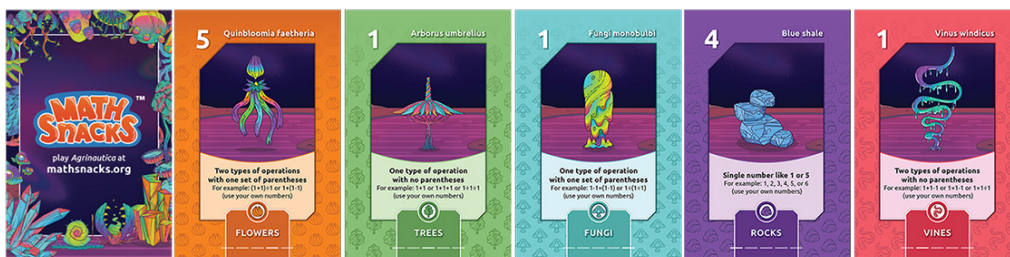 MATH
SNACKS™
play Agrinautica at
mathsnacks.org
5
Quinbloomia faetheria
Two types of operations
with one set of parentheses
For example: (1+1)÷1 or 1+(1-1)
(use your own numbers)
FLOWERS
1
Arborus umbrellus
One type of operation
with no parentheses
For example: 1+1 or 1+1+1 or 1÷1÷1
(use your own numbers)
TREES
1
Fungi monobulbi
One type of operation
with one set of parentheses
For example: 1-1+(1-1) or 1÷(1÷1)
(use your own numbers)
FUNGI
4
Blue shale
Single number like 1 or 5
For example: 1, 2, 3, 4, 5, or 6
(use your own numbers)
ROCKS
1
Vinus windicus
Two types of operations
with no parentheses
For example: 1+1-1 or 1×1-1 or 1+1÷1
(use your own numbers)
VINES